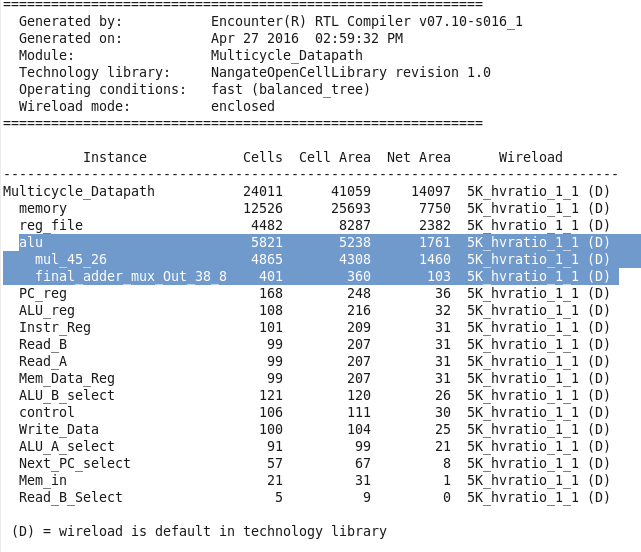 ============================================================
  Generated by:           Encounter(R) RTL Compiler v07.10-s016_1
  Generated on:           Apr 27 2016  02:59:32 PM
  Module:                 Multicycle_Datapath
  Technology library:     NangateOpenCellLibrary revision 1.0
  Operating conditions:   fast (balanced_tree)
  Wireload mode:          enclosed
============================================================

          Instance            Cells  Cell Area  Net Area      Wireload
-----------------------------------------------------------------------------
Multicycle_Datapath           24011      41059     14097  5K_hvratio_1_1 (D)
  memory                      12526      25693      7750  5K_hvratio_1_1 (D)
  reg_file                     4482       8287      2382  5K_hvratio_1_1 (D)
  alu                          5821       5238      1761  5K_hvratio_1_1 (D)
    mul_45_26                  4865       4308      1460  5K_hvratio_1_1 (D)
    final_adder_mux_Out_38_8    401        360       103  5K_hvratio_1_1 (D)
  PC_reg                        168        248        36  5K_hvratio_1_1 (D)
  ALU_reg                       108        216        32  5K_hvratio_1_1 (D)
  Instr_Reg                     101        209        31  5K_hvratio_1_1 (D)
  Read_B                         99        207        31  5K_hvratio_1_1 (D)
  Read_A                         99        207        31  5K_hvratio_1_1 (D)
  Mem_Data_Reg                   99        207        31  5K_hvratio_1_1 (D)
  ALU_B_select                  121        120        26  5K_hvratio_1_1 (D)
  control                       106        111        30  5K_hvratio_1_1 (D)
  Write_Data                    100        104        25  5K_hvratio_1_1 (D)
  ALU_A_select                   91         99        21  5K_hvratio_1_1 (D)
  Next_PC_select                 57         67         8  5K_hvratio_1_1 (D)
  Mem_in                         21         31         1  5K_hvratio_1_1 (D)
  Read_B_Select                   5          9         0  5K_hvratio_1_1 (D)

 (D) = wireload is default in technology library